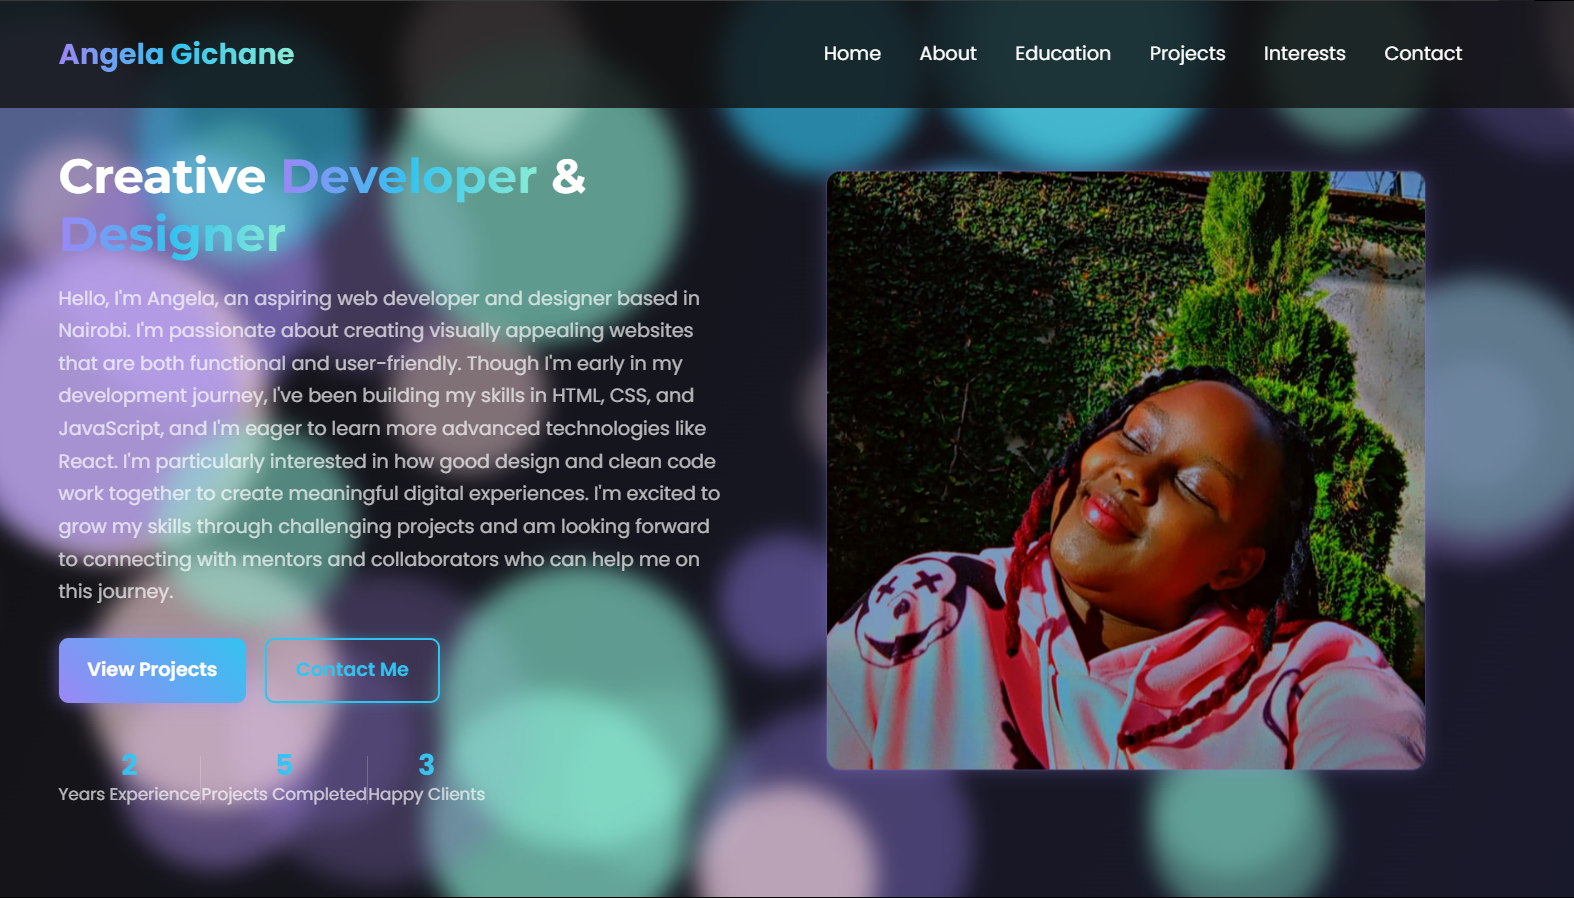 Angela Gichane
Home About Education Projects Interests Contact
Creative Developer &
Designer
Hello, I'm Angela, an aspiring web developer and designer based in
Nairobi. I'm passionate about creating visually appealing websites
that are both functional and user-friendly. Though I'm early in my
development journey, I've been building my skills in HTML, CSS, and
JavaScript, and I'm eager to learn more advanced technologies like
React. I'm particularly interested in how good design and clean code
work together to create meaningful digital experiences. I'm excited to
grow my skills through challenging projects and am looking forward
to connecting with mentors and collaborators who can help me on
this journey.
View Projects Contact Me
2 5 3
Years Experience Projects Completed Happy Clients